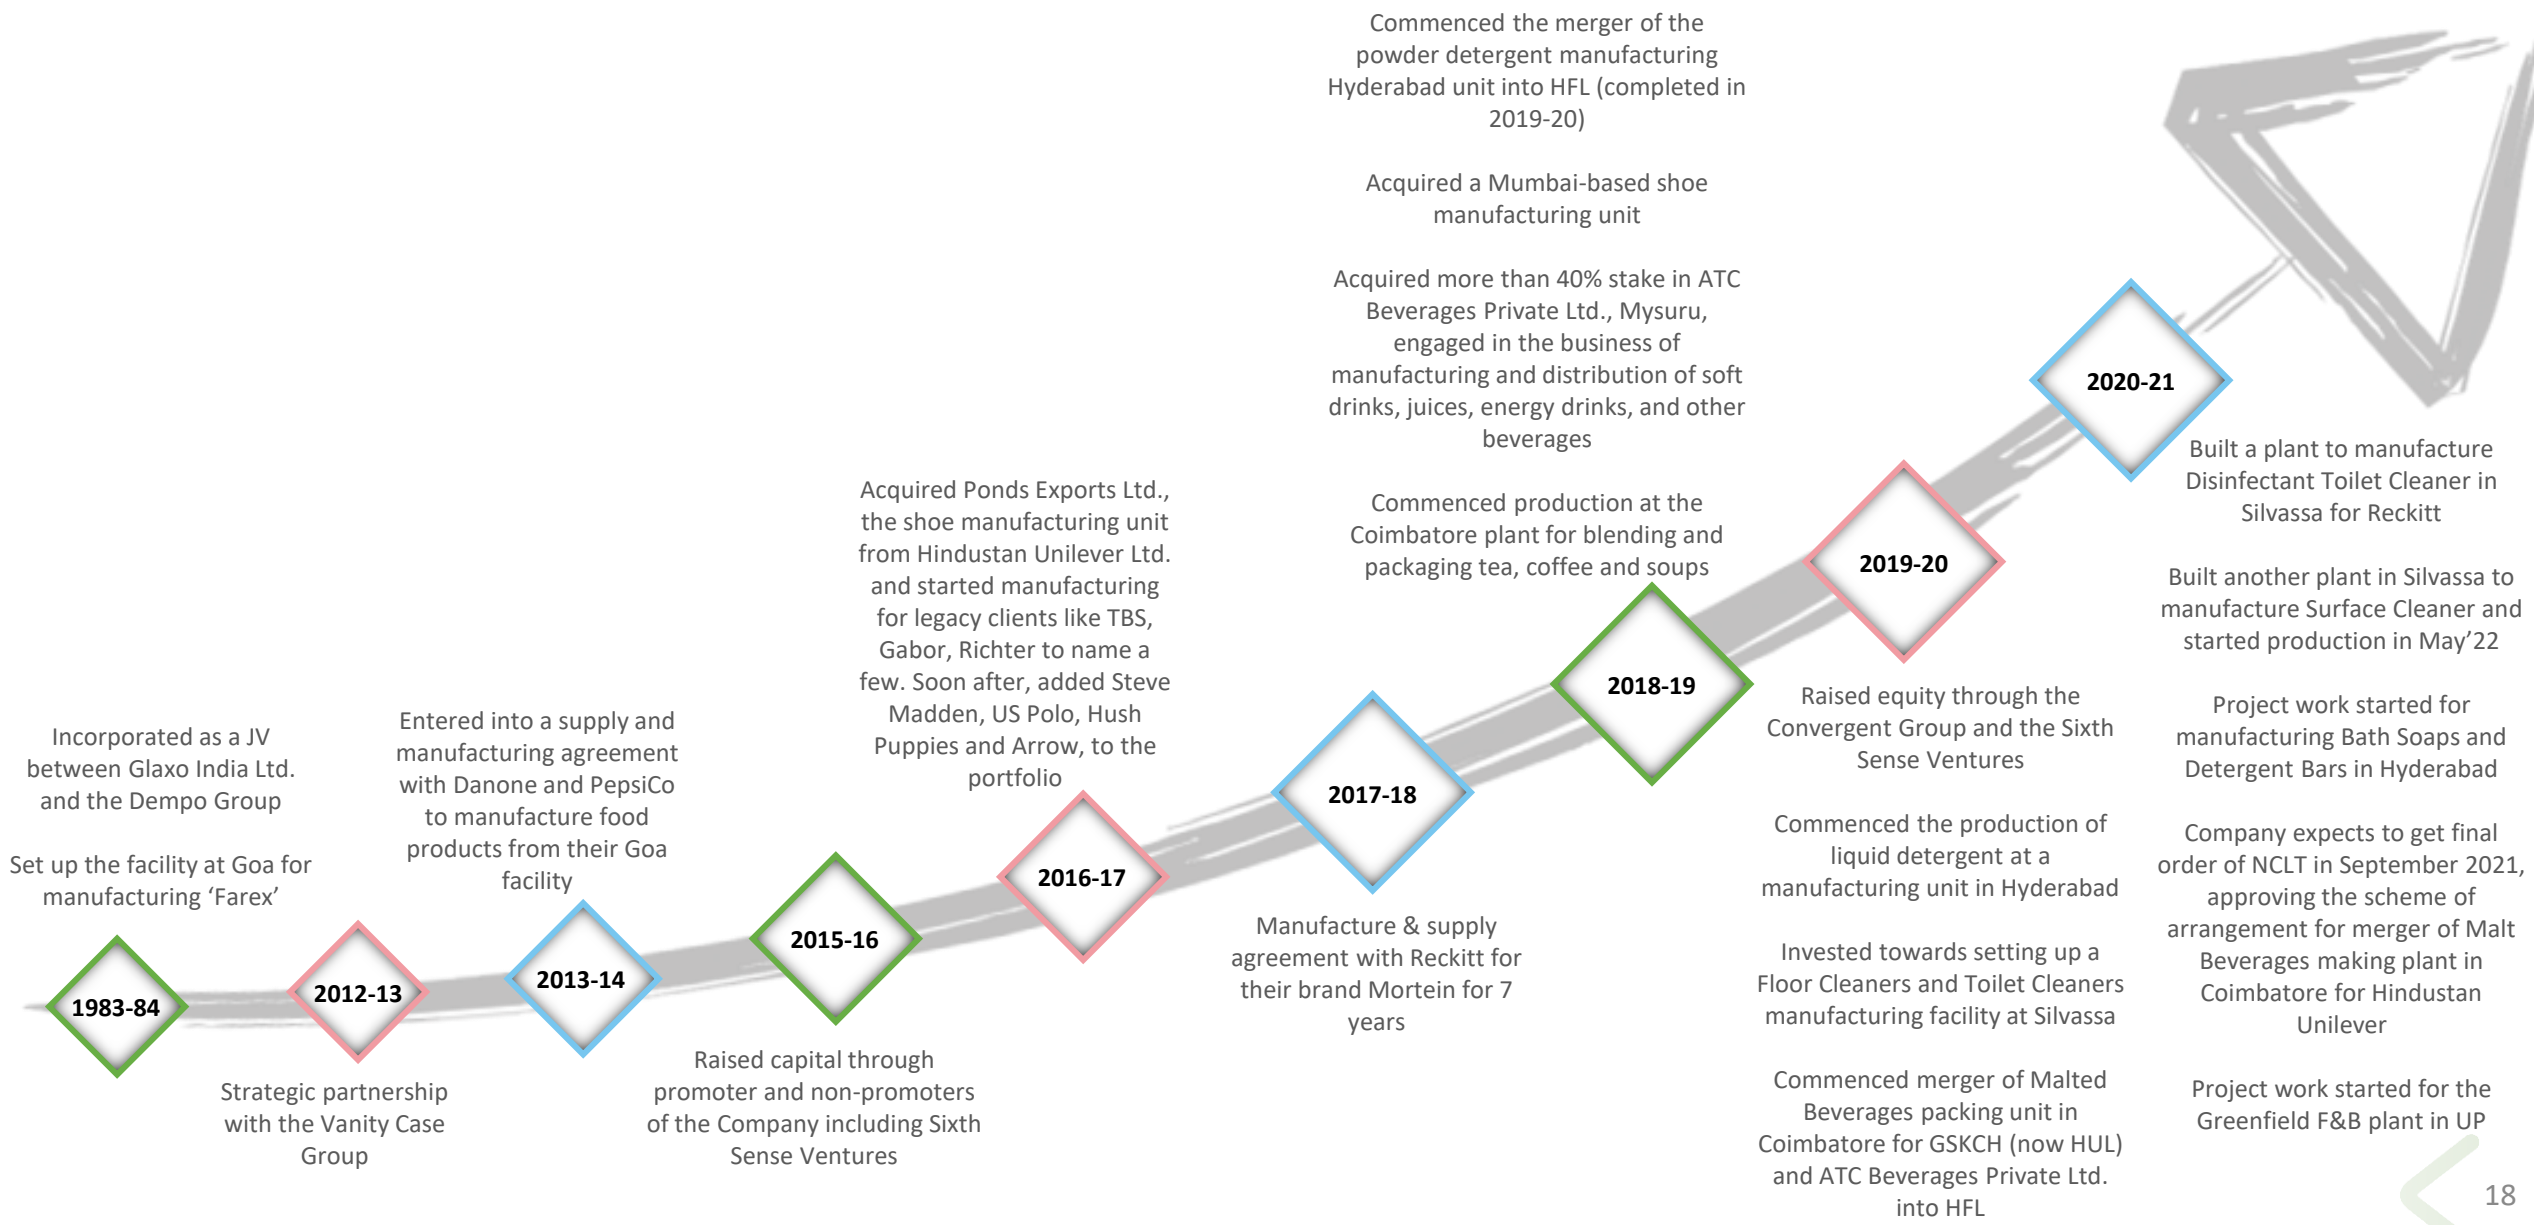 Incorporated as a JV
between Glaxo India Ltd.
and the Dempo Group
Set up the facility at Goa for
manufacturing ‘Farex’
1983-84
2012-13
Strategic partnership
with the Vanity Case
Group
Entered into a supply and
manufacturing agreement
with Danone and PepsiCo
to manufacture food
products from their Goa
facility
2013-14
2015-16
Raised capital through
promoter and non-promoters
of the Company including Sixth
Sense Ventures
Acquired Ponds Exports Ltd.,
the shoe manufacturing unit
from Hindustan Unilever Ltd.
and started manufacturing
for legacy clients like TBS,
Gabor, Richter to name a
few. Soon after, added Steve
Madden, US Polo, Hush
Puppies and Arrow, to the
portfolio
2016-17
2017-18
Manufacture & supply
agreement with Reckitt for
their brand Mortein for 7
years
Commenced the merger of the
powder detergent manufacturing
Hyderabad unit into HFL (completed in
2019-20)
Acquired a Mumbai-based shoe
manufacturing unit
Acquired more than 40% stake in ATC
Beverages Private Ltd., Mysuru,
engaged in the business of
manufacturing and distribution of soft
drinks, juices, energy drinks, and other
beverages
Commenced production at the
Coimbatore plant for blending and
packaging tea, coffee and soups
2018-19
2019-20
Raised equity through the
Convergent Group and the Sixth
Sense Ventures
Commenced the production of
liquid detergent at a
manufacturing unit in Hyderabad
Invested towards setting up a
Floor Cleaners and Toilet Cleaners
manufacturing facility at Silvassa
Commenced merger of Malted
Beverages packing unit in
Coimbatore for GSKCH (now HUL)
and ATC Beverages Private Ltd.
into HFL
2020-21
Built a plant to manufacture
Disinfectant Toilet Cleaner in
Silvassa for Reckitt
Built another plant in Silvassa to
manufacture Surface Cleaner and
started production in May’22
Project work started for
manufacturing Bath Soaps and
Detergent Bars in Hyderabad
Company expects to get final
order of NCLT in September 2021,
approving the scheme of
arrangement for merger of Malt
Beverages making plant in
Coimbatore for Hindustan
Unilever
Project work started for the
Greenfield F&B plant in UP
18